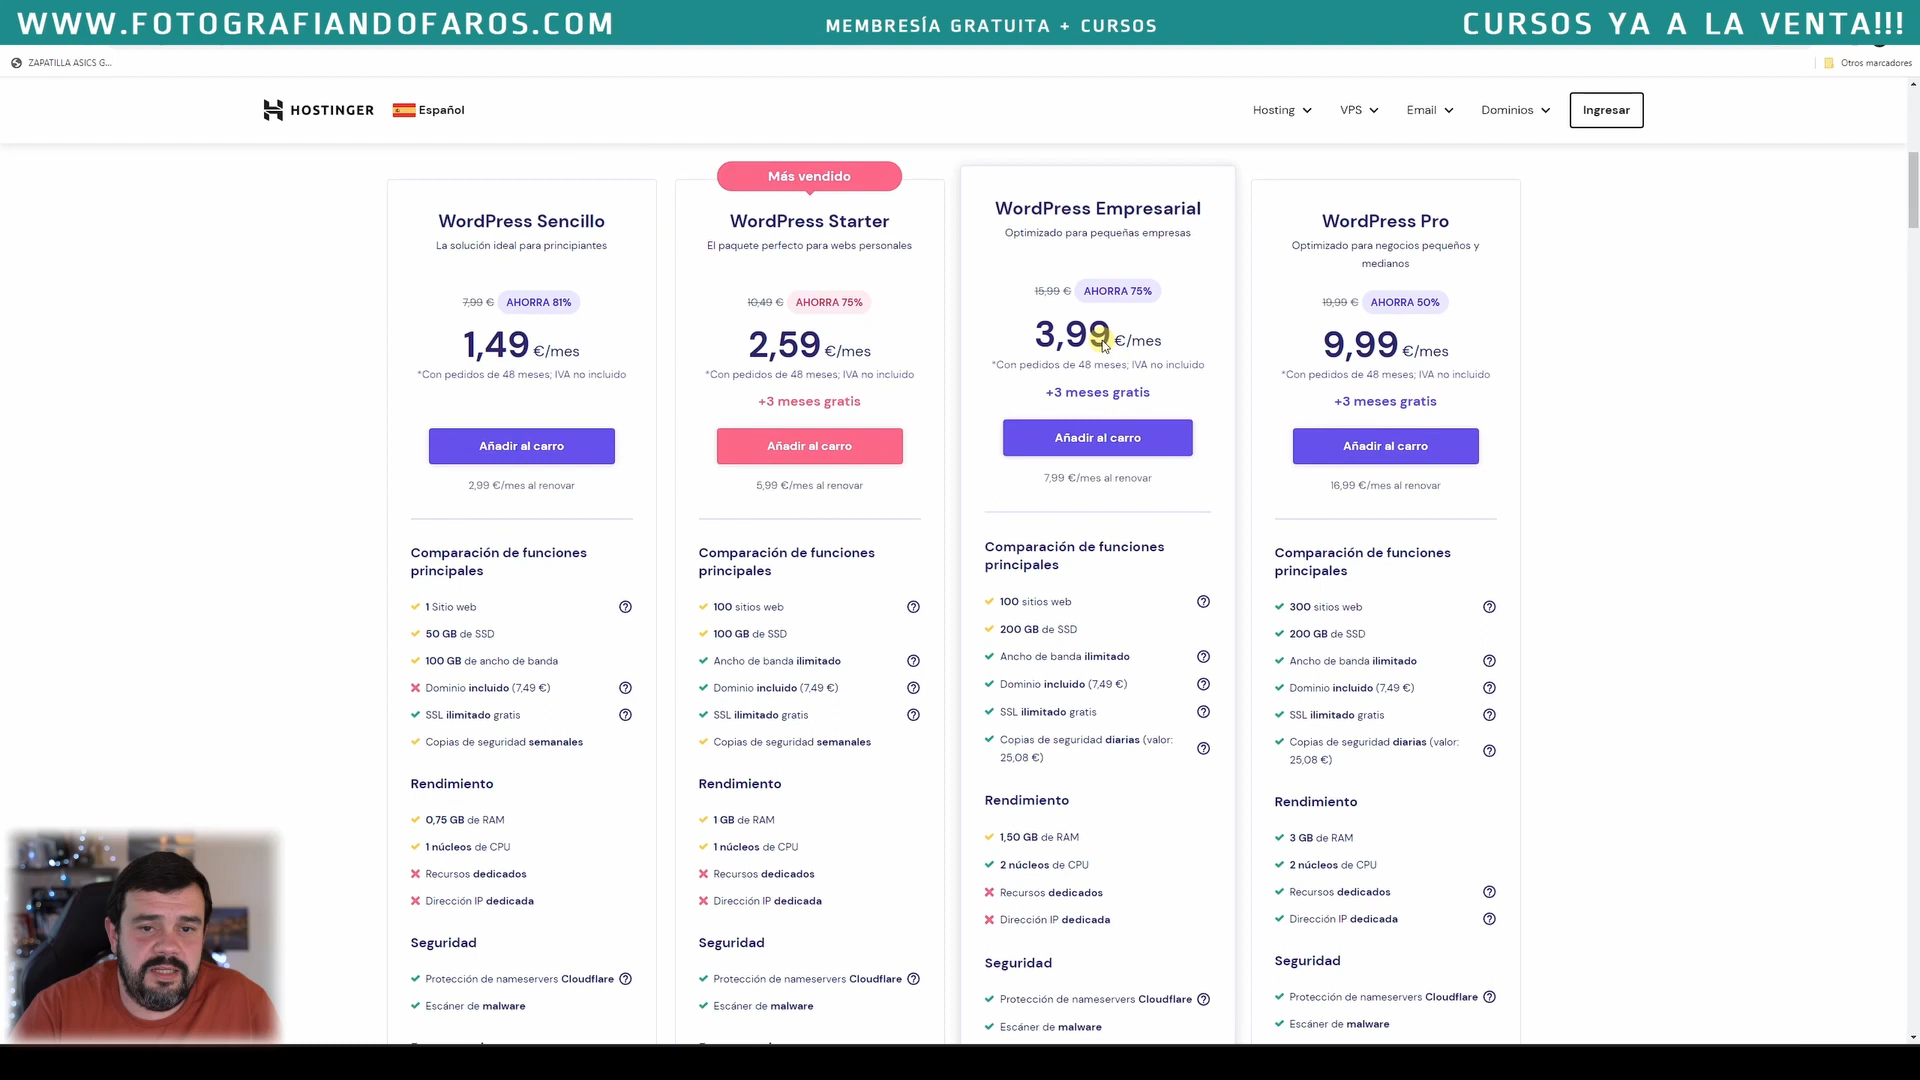 WWW.FOTOGRAFIANDOFAROS.COM
MEMBRESÍA GRATUITA + CURSOS
CURSOS YA A LA VENTA!!!
ZAPATILLA ASICS G...
Otros marcadores
HOSTINGER
Español
Hosting
VPS
Email
Dominios
Ingresar
WordPress Sencillo
La solución ideal para principiantes
7,99 € AHORRA 81%
1,49 €/mes
*Con pedidos de 48 meses; IVA no incluido
Añadir al carro
2,99 €/mes al renovar
Comparación de funciones
principales
1 Sitio web
50 GB de SSD
100 GB de ancho de banda
Dominio incluido (7,49 €)
SSL ilimitado gratis
Copias de seguridad semanales
Rendimiento
0,75 GB de RAM
1 núcleos de CPU
Recursos dedicados
Dirección IP dedicada
Seguridad
Protección de nameservers Cloudflare
Escáner de malware
Más vendido
WordPress Starter
El paquete perfecto para webs personales
10,49 € AHORRA 75%
2,59 €/mes
*Con pedidos de 48 meses; IVA no incluido
+3 meses gratis
Añadir al carro
5,99 €/mes al renovar
Comparación de funciones
principales
100 sitios web
100 GB de SSD
Ancho de banda ilimitado
Dominio incluido (7,49 €)
SSL ilimitado gratis
Copias de seguridad semanales
Rendimiento
1 GB de RAM
1 núcleos de CPU
Recursos dedicados
Dirección IP dedicada
Seguridad
Protección de nameservers Cloudflare
Escáner de malware
WordPress Empresarial
Optimizado para pequeñas empresas
15,99 € AHORRA 75%
3,99 €/mes
*Con pedidos de 48 meses; IVA no incluido
+3 meses gratis
Añadir al carro
7,99 €/mes al renovar
Comparación de funciones
principales
100 sitios web
200 GB de SSD
Ancho de banda ilimitado
Dominio incluido (7,49 €)
SSL ilimitado gratis
Copias de seguridad diarias (valor:
25,08 €)
Rendimiento
1,50 GB de RAM
2 núcleos de CPU
Recursos dedicados
Dirección IP dedicada
Seguridad
Protección de nameservers Cloudflare
Escáner de malware
WordPress Pro
Optimizado para negocios pequeños y
medianos
19,99 € AHORRA 50%
9,99 €/mes
*Con pedidos de 48 meses; IVA no incluido
+3 meses gratis
Añadir al carro
16,99 €/mes al renovar
Comparación de funciones
principales
300 sitios web
200 GB de SSD
Ancho de banda ilimitado
Dominio incluido (7,49 €)
SSL ilimitado gratis
Copias de seguridad diarias (valor:
25,08 €)
Rendimiento
3 GB de RAM
2 núcleos de CPU
Recursos dedicados
Dirección IP dedicada
Seguridad
Protección de nameservers Cloudflare
Escáner de malware